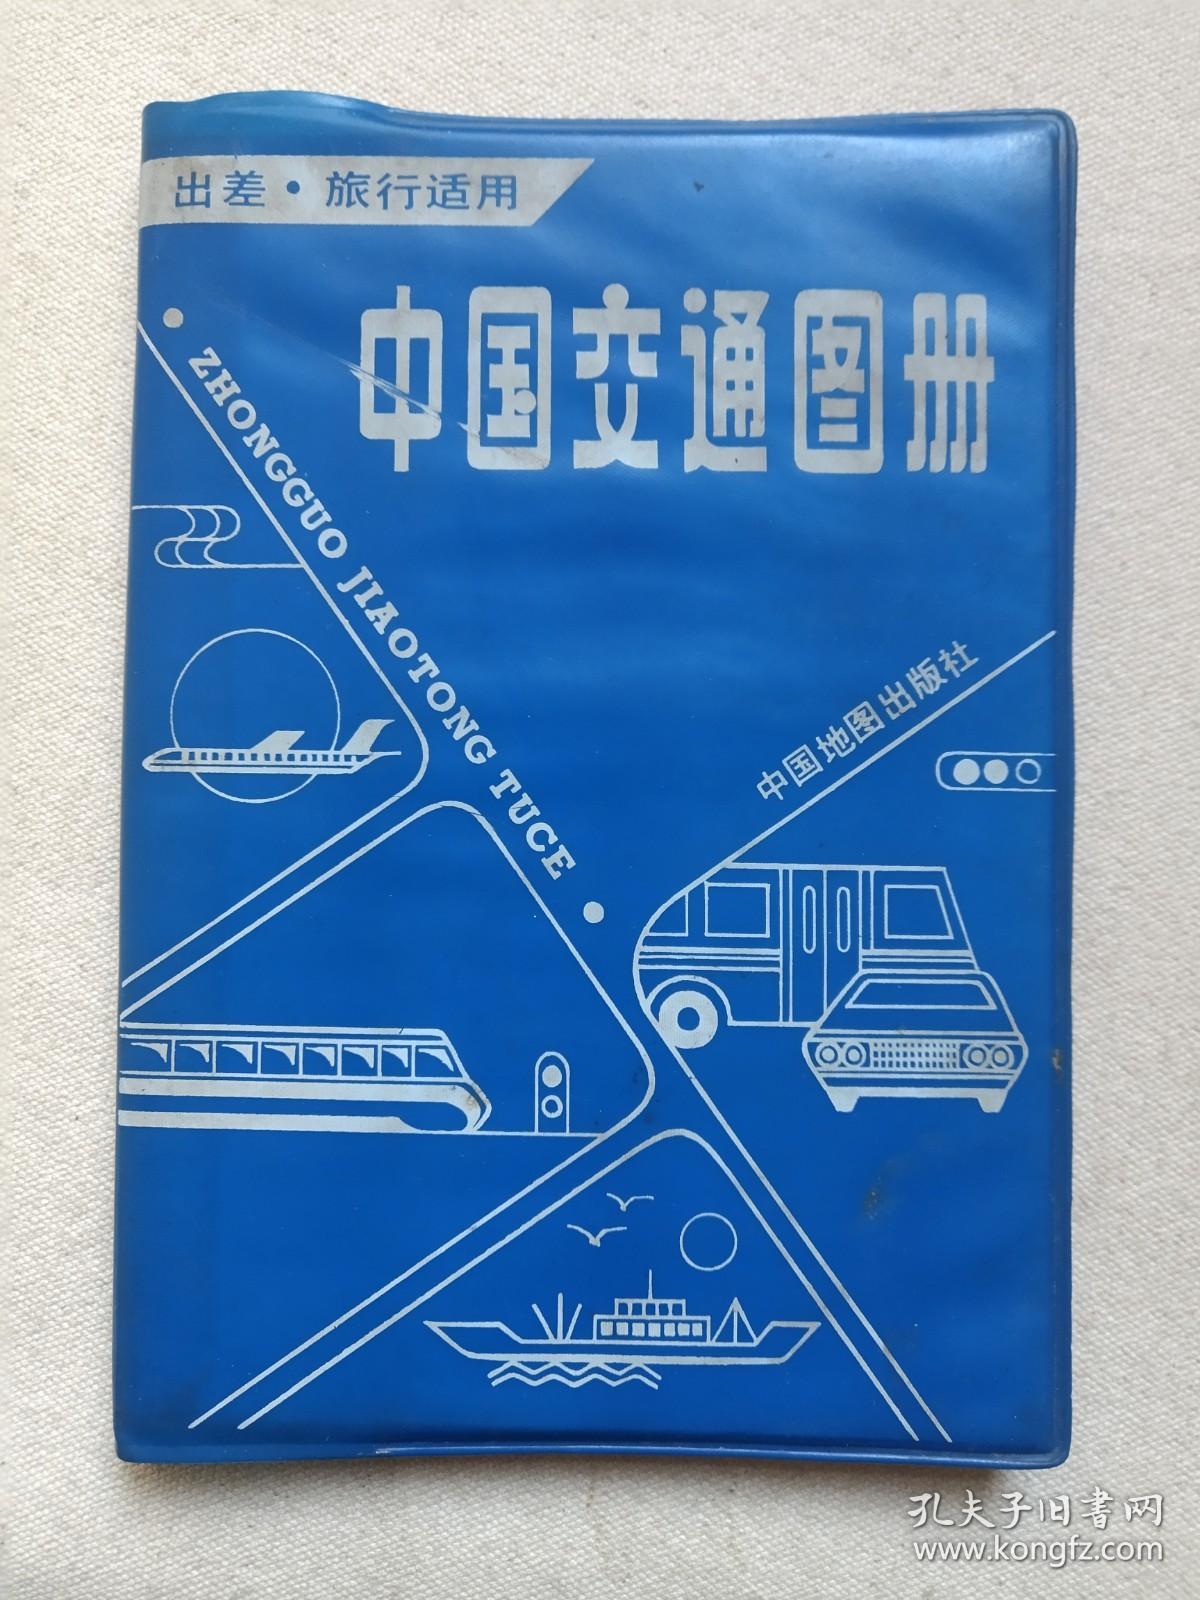 出差·旅行适用
中国交通图册
ZHONGGUO JIAOTONG TUCE
中国地图出版社
孔夫子旧书网
www.kongfz.com